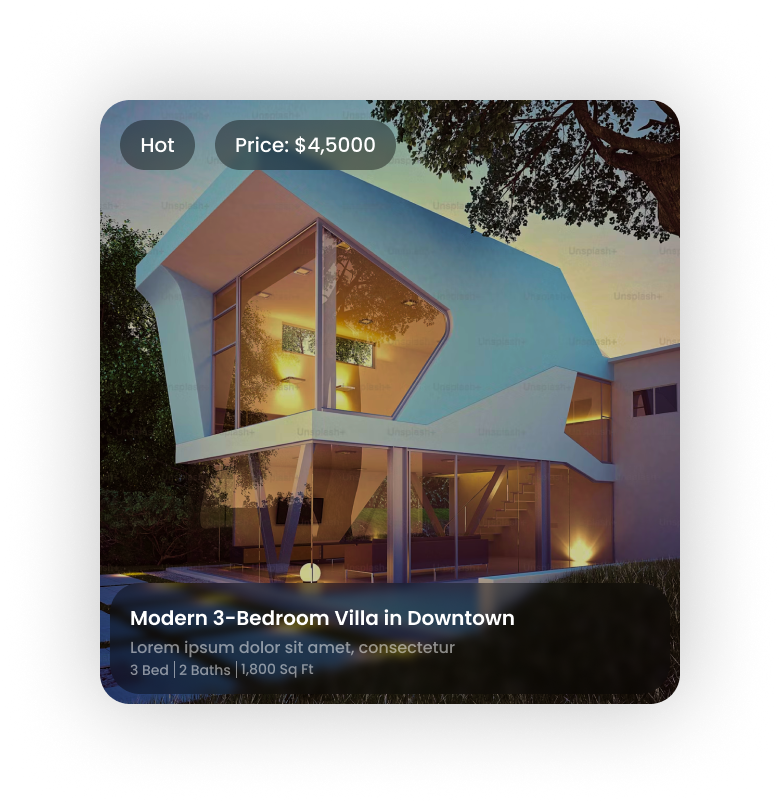 Hot
Price: $4,5000
Unsplash+
Modern 3-Bedroom Villa in Downtown
Lorem ipsum dolor sit amet, consectetur
3 Bed | 2 Baths | 1,800 Sq Ft